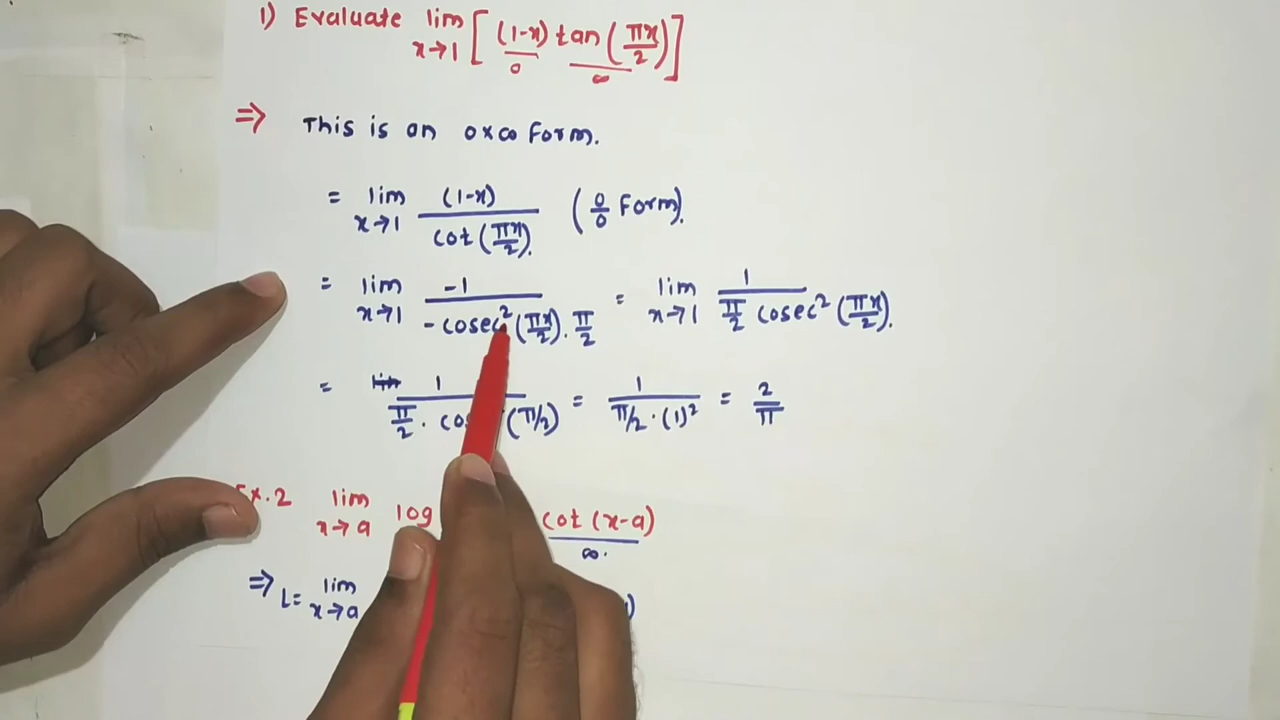 1) Evaluate lim x→1 [ (1-x) tan (πx/2) ]
0 ∞
⇒ This is an 0×∞ Form.
= lim x→1 (1-x) / cot (πx/2). (0/0 Form).
= lim x→1 -1 / -cosec² (πx/2) . π/2 = lim x→1 1 / π/2 cosec² (πx/2).
= 1 / π/2 . (π/2) = 1 / π/2 · (1)² = 2/π
Ex.2 lim x→a log cot (x-a)
∞.
⇒ L= lim x→a